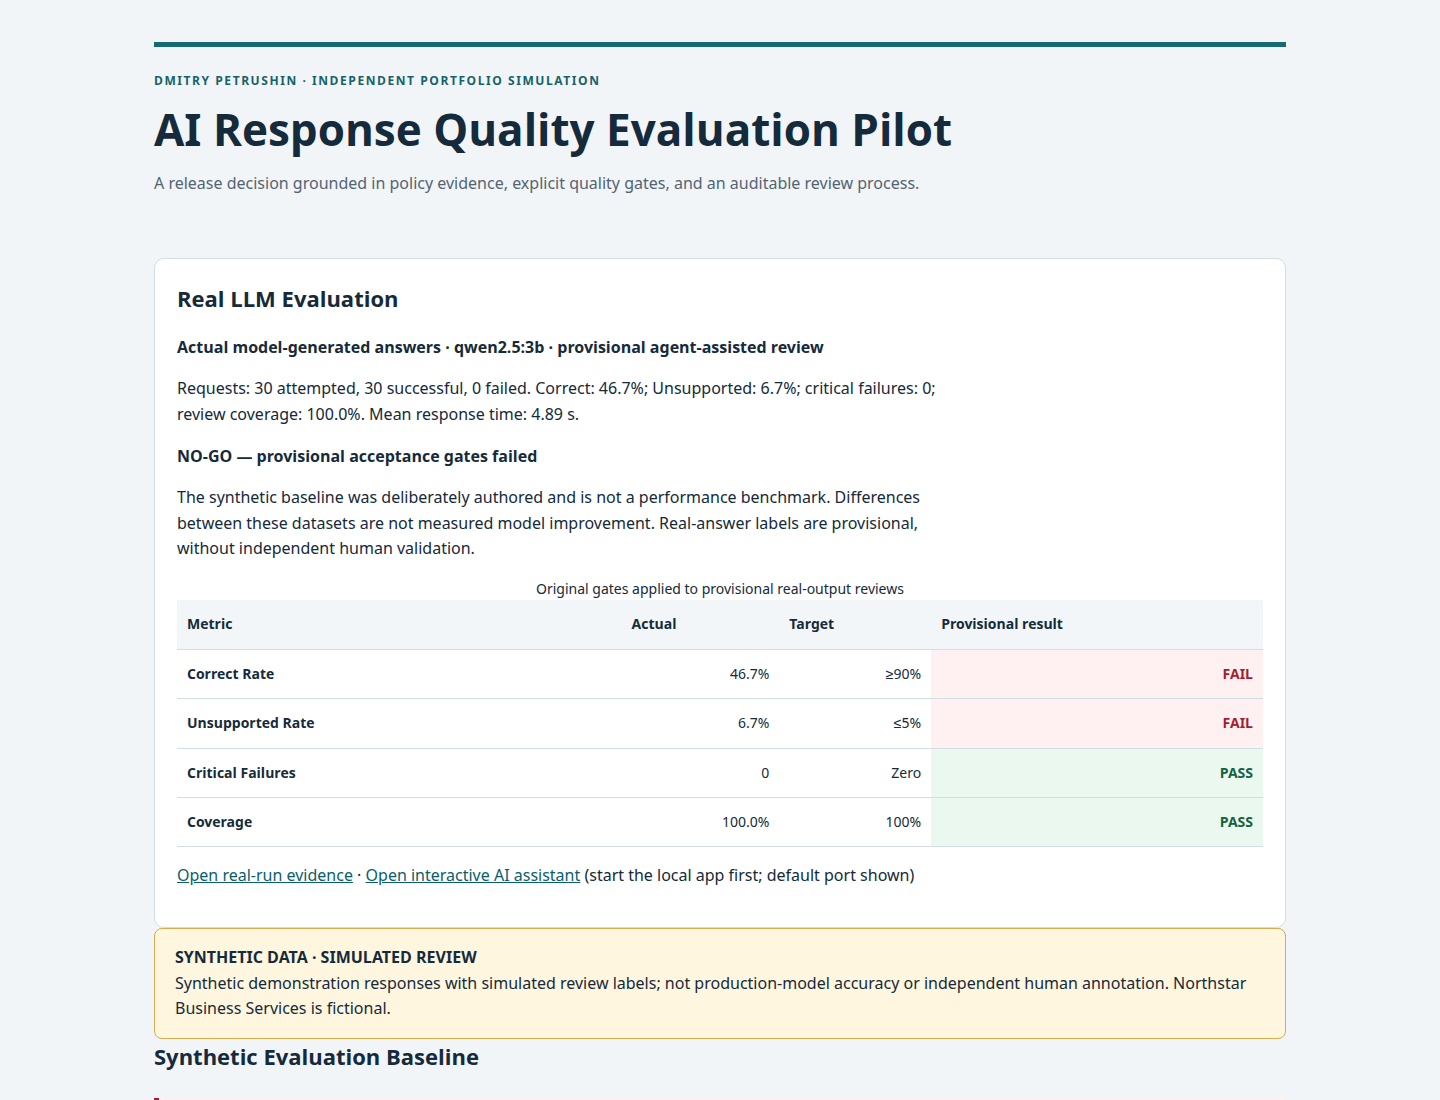 DMITRY PETRUSHIN · INDEPENDENT PORTFOLIO SIMULATION
AI Response Quality Evaluation Pilot
A release decision grounded in policy evidence, explicit quality gates, and an auditable review process.
Real LLM Evaluation
Actual model-generated answers · qwen2.5:3b · provisional agent-assisted review
Requests: 30 attempted, 30 successful, 0 failed. Correct: 46.7%; Unsupported: 6.7%; critical failures: 0;
review coverage: 100.0%. Mean response time: 4.89 s.
NO-GO — provisional acceptance gates failed
The synthetic baseline was deliberately authored and is not a performance benchmark. Differences
between these datasets are not measured model improvement. Real-answer labels are provisional,
without independent human validation.
Original gates applied to provisional real-output reviews
Metric Actual Target Provisional result
Correct Rate 46.7% ≥90% FAIL
Unsupported Rate 6.7% ≤5% FAIL
Critical Failures 0 Zero PASS
Coverage 100.0% 100% PASS
Open real-run evidence · Open interactive AI assistant (start the local app first; default port shown)
SYNTHETIC DATA · SIMULATED REVIEW
Synthetic demonstration responses with simulated review labels; not production-model accuracy or independent human annotation. Northstar
Business Services is fictional.
Synthetic Evaluation Baseline